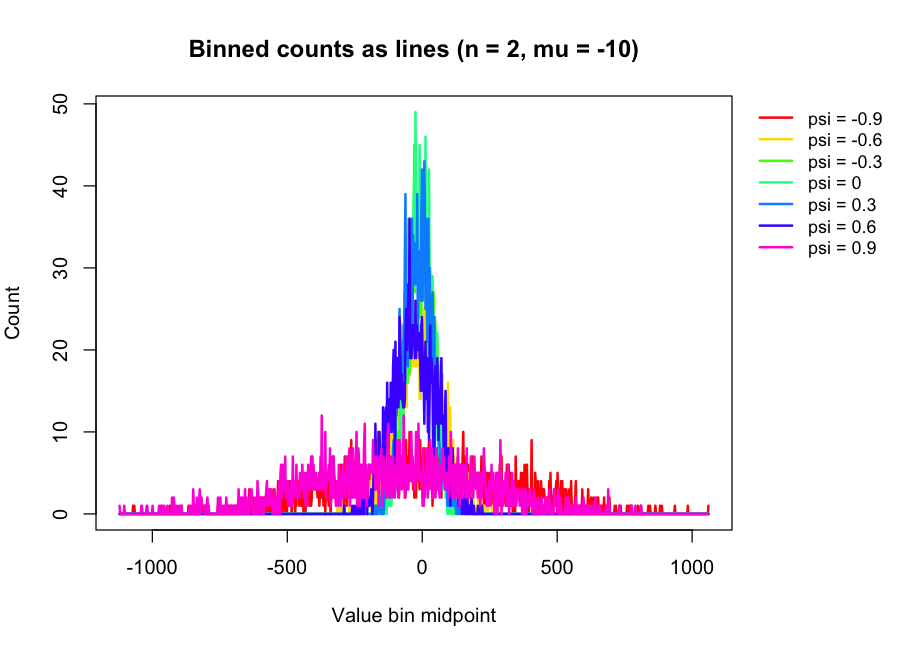 Binned counts as lines (n = 2, mu = -10)
50
40
30
20
10
0
Count
-1000
-500
0
500
1000
Value bin midpoint
psi = -0.9
psi = -0.6
psi = -0.3
psi = 0
psi = 0.3
psi = 0.6
psi = 0.9